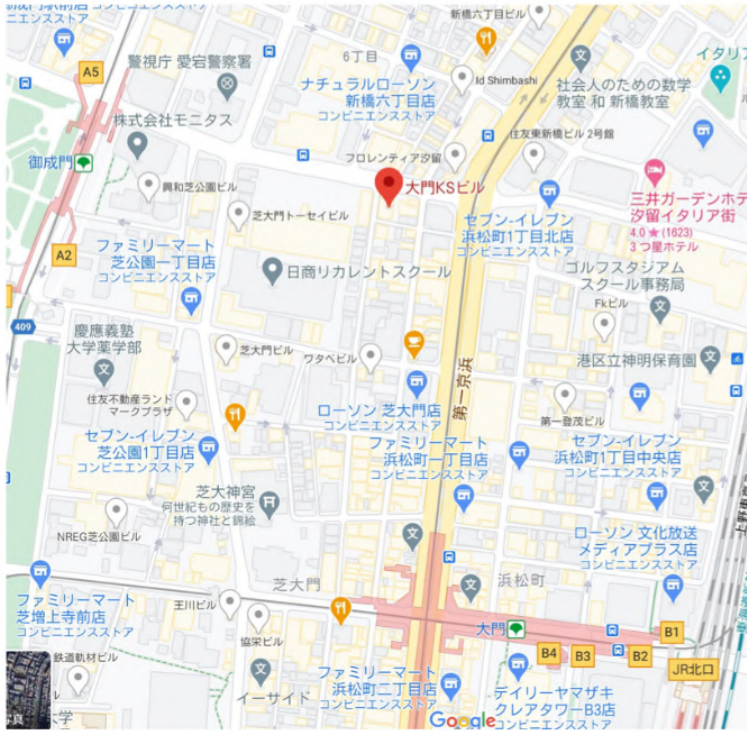 コンビニエンスストア
新橋六丁目ビル
A5
警視庁 愛宕警察署
6丁目
ナチュラルローソン
新橋六丁目店
コンビニエンスストア
Id Shimbashi
社会人のための数学
教室 和 新橋教室
イタリア
株式会社モニタス
住友東新橋ビル 2号館
フロレンティア汐留
御成門
大門KSビル
興和芝公園ビル
芝大門トーセイビル
三井ガーデンホテ
汐留イタリア街
4.0★(1623)
3 つ星ホテル
セブン-イレブン
浜松町1丁目北店
コンビニエンスストア
A2
ファミリーマート
芝公園一丁目店
コンビニエンスストア
日商リカレントスクール
ゴルフスタジアム
スクール事務局
Fkビル
409
慶應義塾
大学薬学部
芝大門ビル
ワタベビル
港区立神明保育園
住友不動産ランド
マークプラザ
ローソン 芝大門店
コンビニエンスストア
第一京浜
第一登茂ビル
セブン-イレブン
芝公園1丁目店
コンビニエンスストア
ファミリーマート
浜松町一丁目店
コンビニエンスストア
セブン-イレブン
浜松町1丁目中央店
コンビニエンスストア
芝大神宮
何世紀もの歴史を
持つ神社と錦絵
NREG芝公園ビル
ローソン 文化放送
メディアプラス店
コンビニエンスストア
芝大門
浜松町
ファミリーマート
芝増上寺前店
コンビニエンスストア
王川ビル
協栄ビル
大門
B1
B4
B3
B2
JR北口
鉄道軌材ビル
イーサイド
ファミリーマート
浜松町二丁目店
コンビニエンスストア
デイリーヤマザキ
クレアタワーB3店
コンビニエンスストア
Google
写真